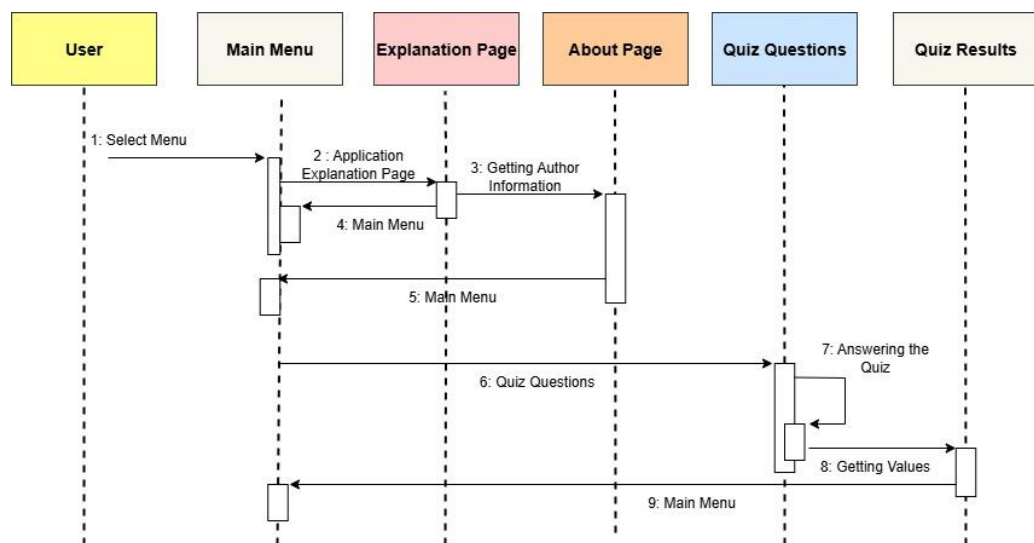 User
Main Menu
Explanation Page
About Page
Quiz Questions
Quiz Results
1: Select Menu
2 : Application
Explanation Page
3: Getting Author
Information
4: Main Menu
5: Main Menu
6: Quiz Questions
7: Answering the
Quiz
8: Getting Values
9: Main Menu